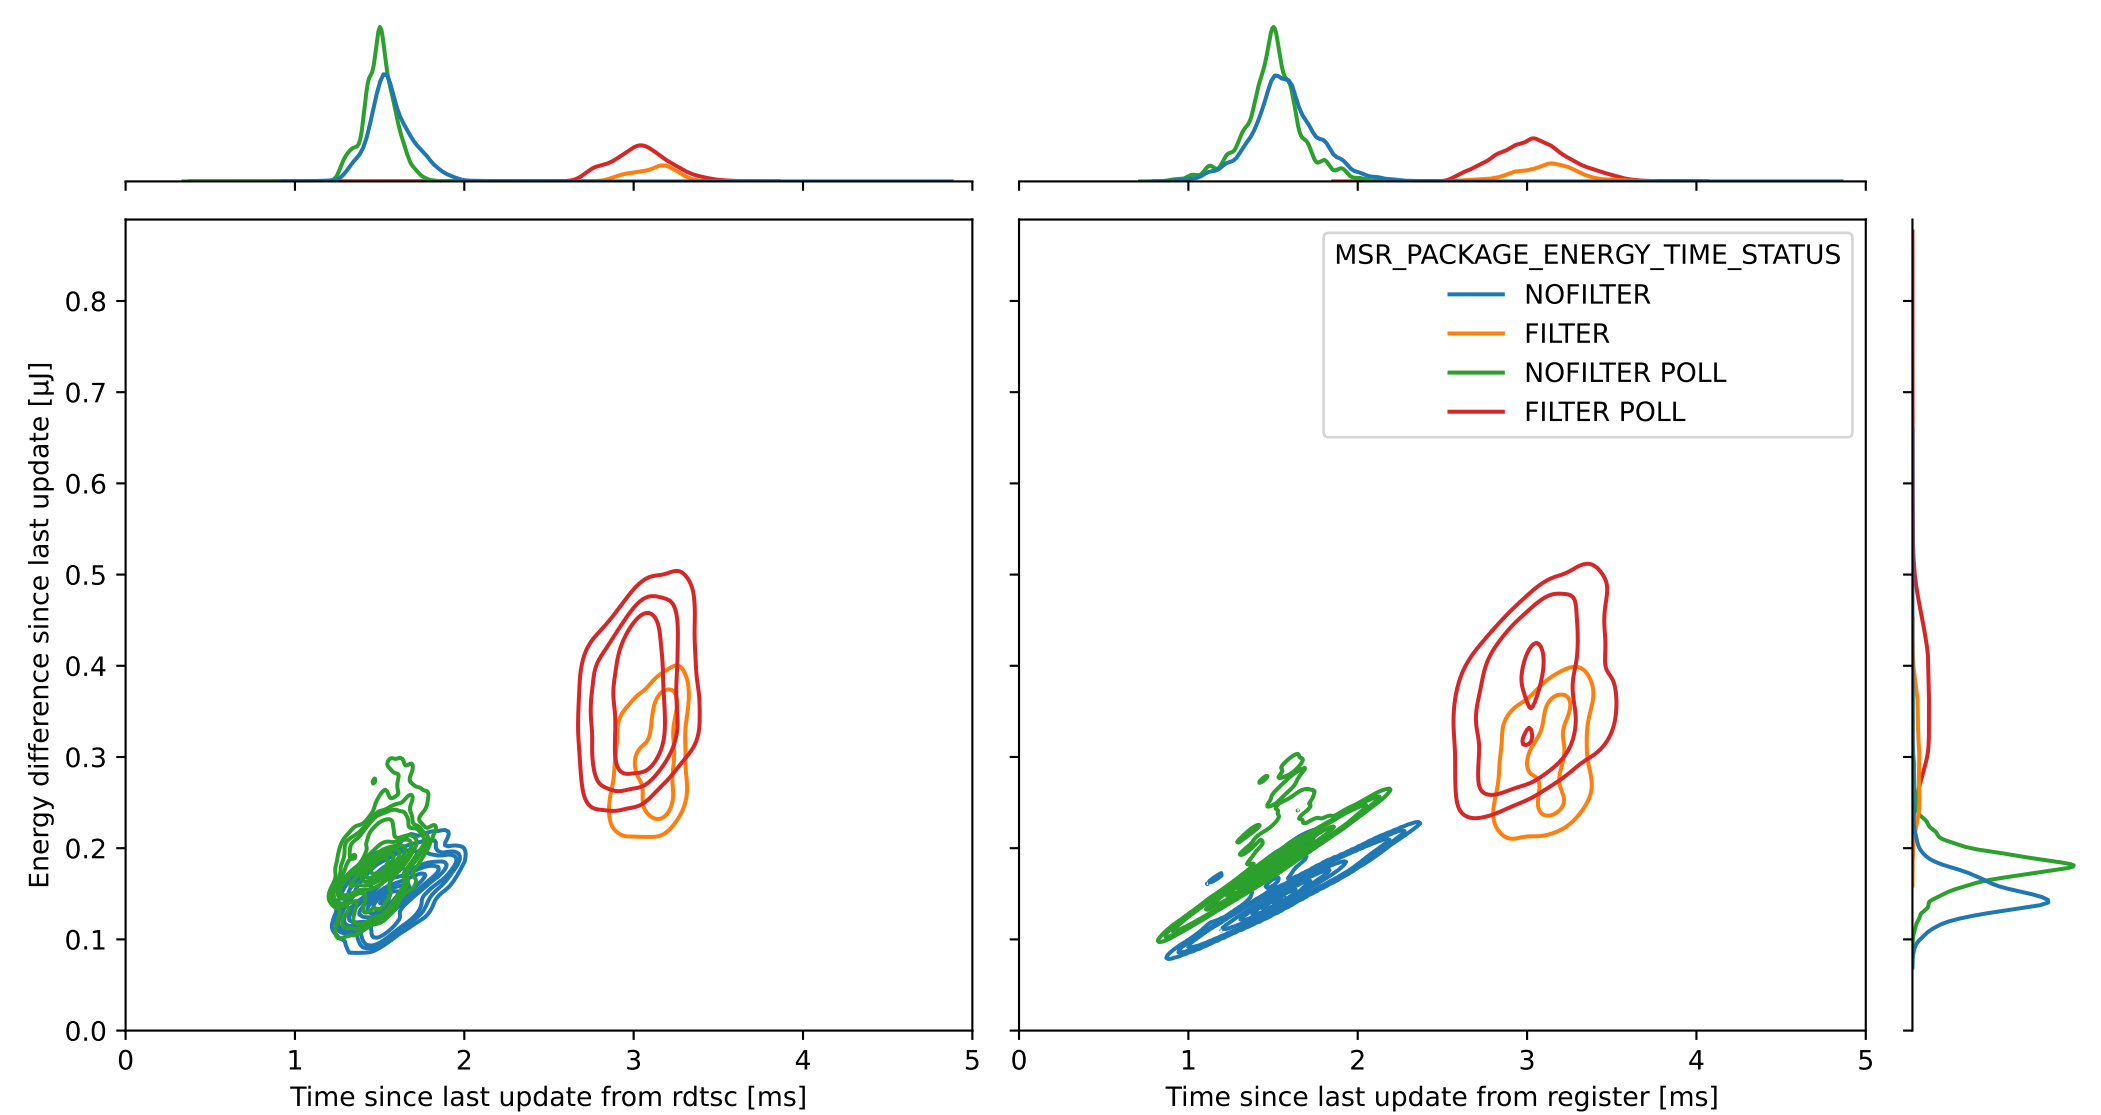 MSR_PACKAGE_ENERGY_TIME_STATUS
NOFILTER
FILTER
NOFILTER POLL
FILTER POLL
Energy difference since last update [µJ]
0.8
0.7
0.6
0.5
0.4
0.3
0.2
0.1
0.0
0 1 2 3 4 5
0 1 2 3 4 5
Time since last update from rdtsc [ms]
Time since last update from register [ms]